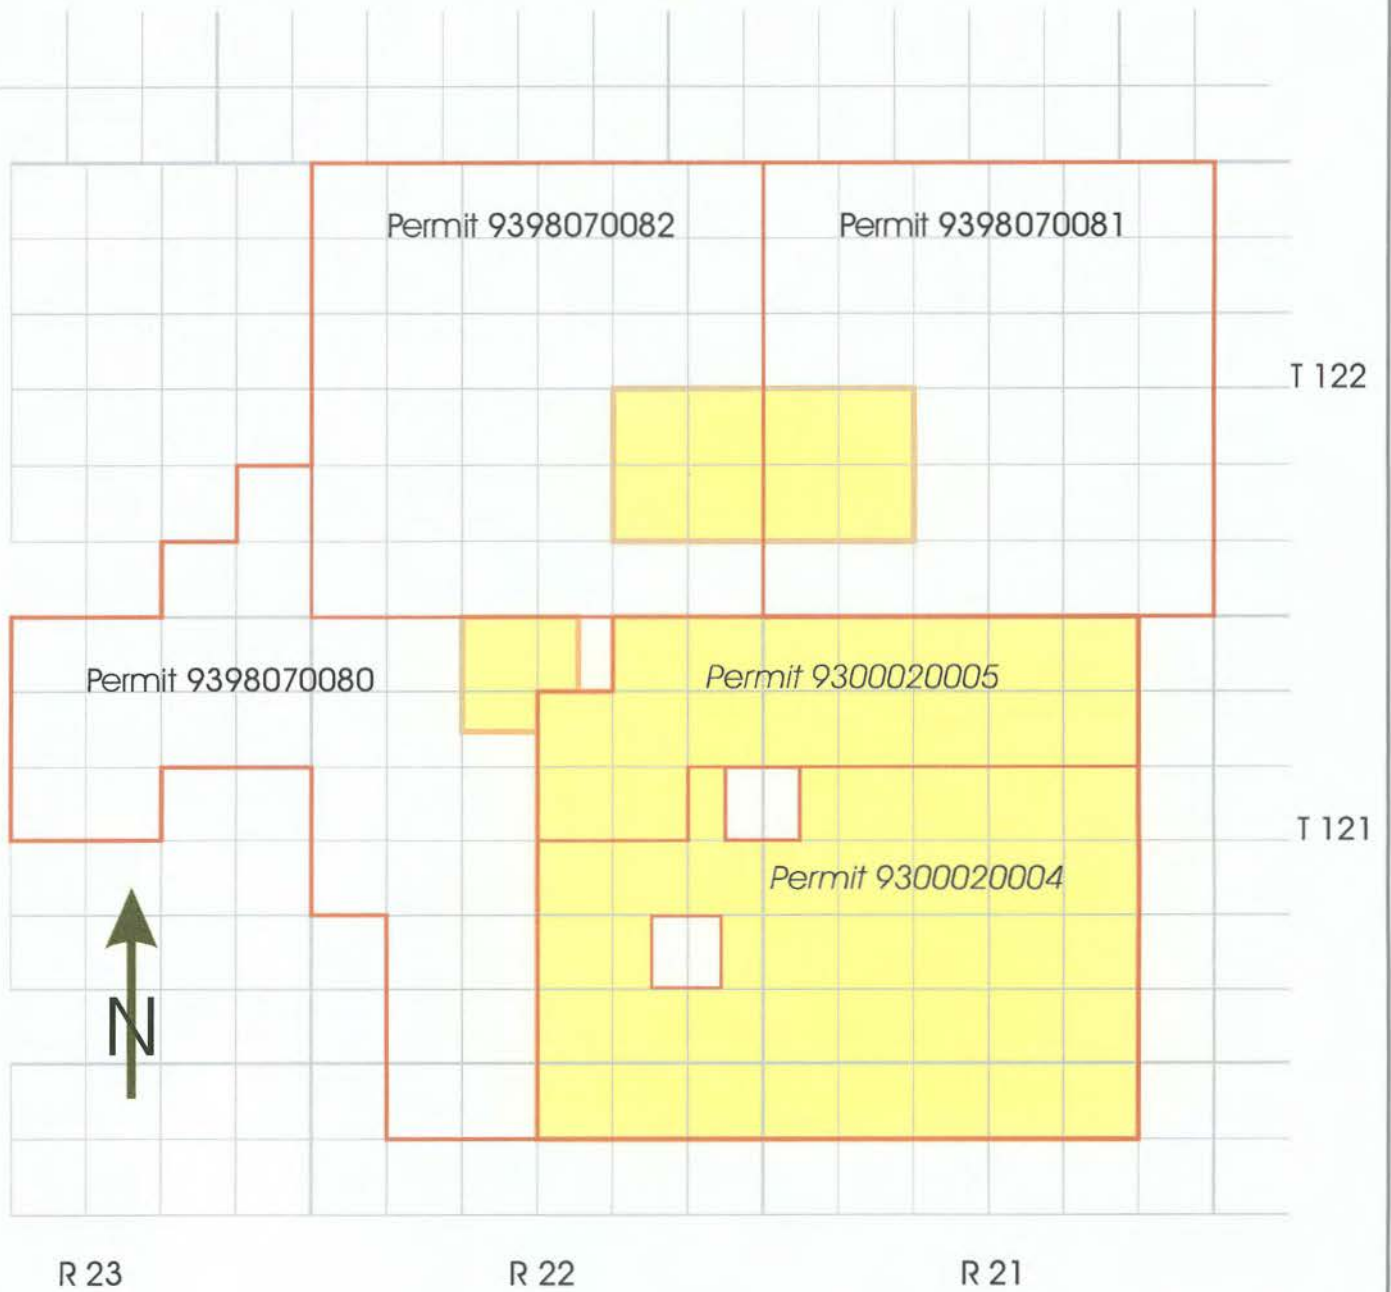 Permit 9398070082
Permit 9398070081
T 122
Permit 9398070080
Permit 9300020005
T 121
Permit 9300020004
N
R 23
R 22
R 21